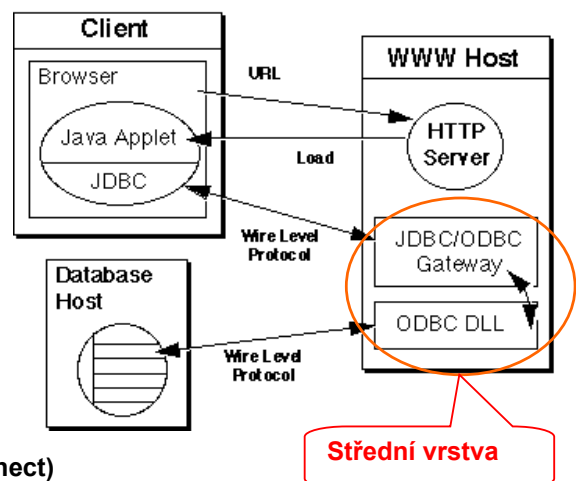 Client
Browser
Java Applet
JDBC
URL
Load
WWW Host
HTTP
Server
Wire Level
Protocol
JDBC/ODBC
Gateway
ODBC DLL
Database
Host
Wire Level
Protocol
Střední vrstva
nect)